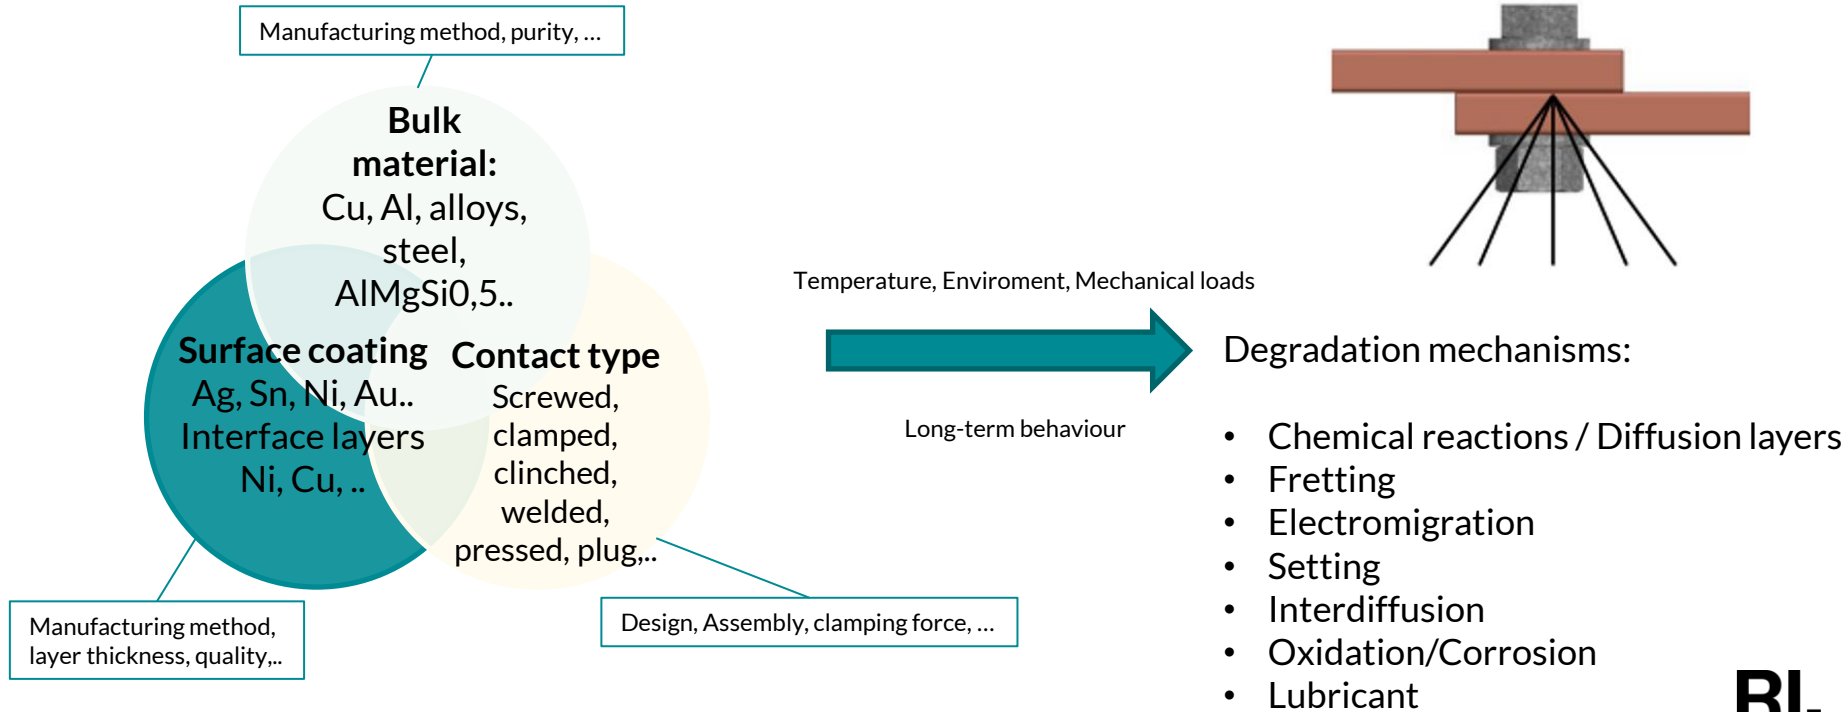 Manufacturing method, purity, ...
Bulk
material:
Cu, Al, alloys,
steel,
AlMgSi0,5..
Surface coating
Ag, Sn, Ni, Au..
Interface layers
Ni, Cu, ..
Contact type
Screwed,
clamped,
clinched,
welded,
pressed, plug,..
Manufacturing method,
layer thickness, quality,..
Design, Assembly, clamping force, ...
Temperature, Enviroment, Mechanical loads
Long-term behaviour
Degradation mechanisms:
• Chemical reactions / Diffusion layers
• Fretting
• Electromigration
• Setting
• Interdiffusion
• Oxidation/Corrosion
• Lubricant